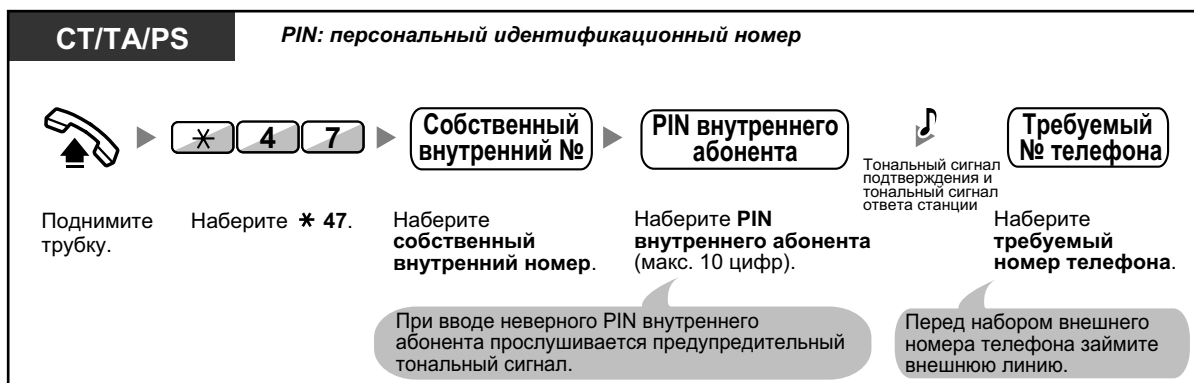 CT/TA/PS
PIN: персональный идентификационный номер
* 4 7
Собственный
внутренний №
PIN внутреннего
абонента
Тональный сигнал
подтверждения и
тональный сигнал
ответа станции
Требуемый
№ телефона
Поднимите
трубку.
Наберите * 47.
Наберите
собственный
внутренний номер.
Наберите PIN
внутреннего абонента
(макс. 10 цифр).
Наберите
требуемый
номер телефона.
При вводе неверного PIN внутреннего
абонента прослушивается предупредительный
тональный сигнал.
Перед набором внешнего
номера телефона займите
внешнюю линию.